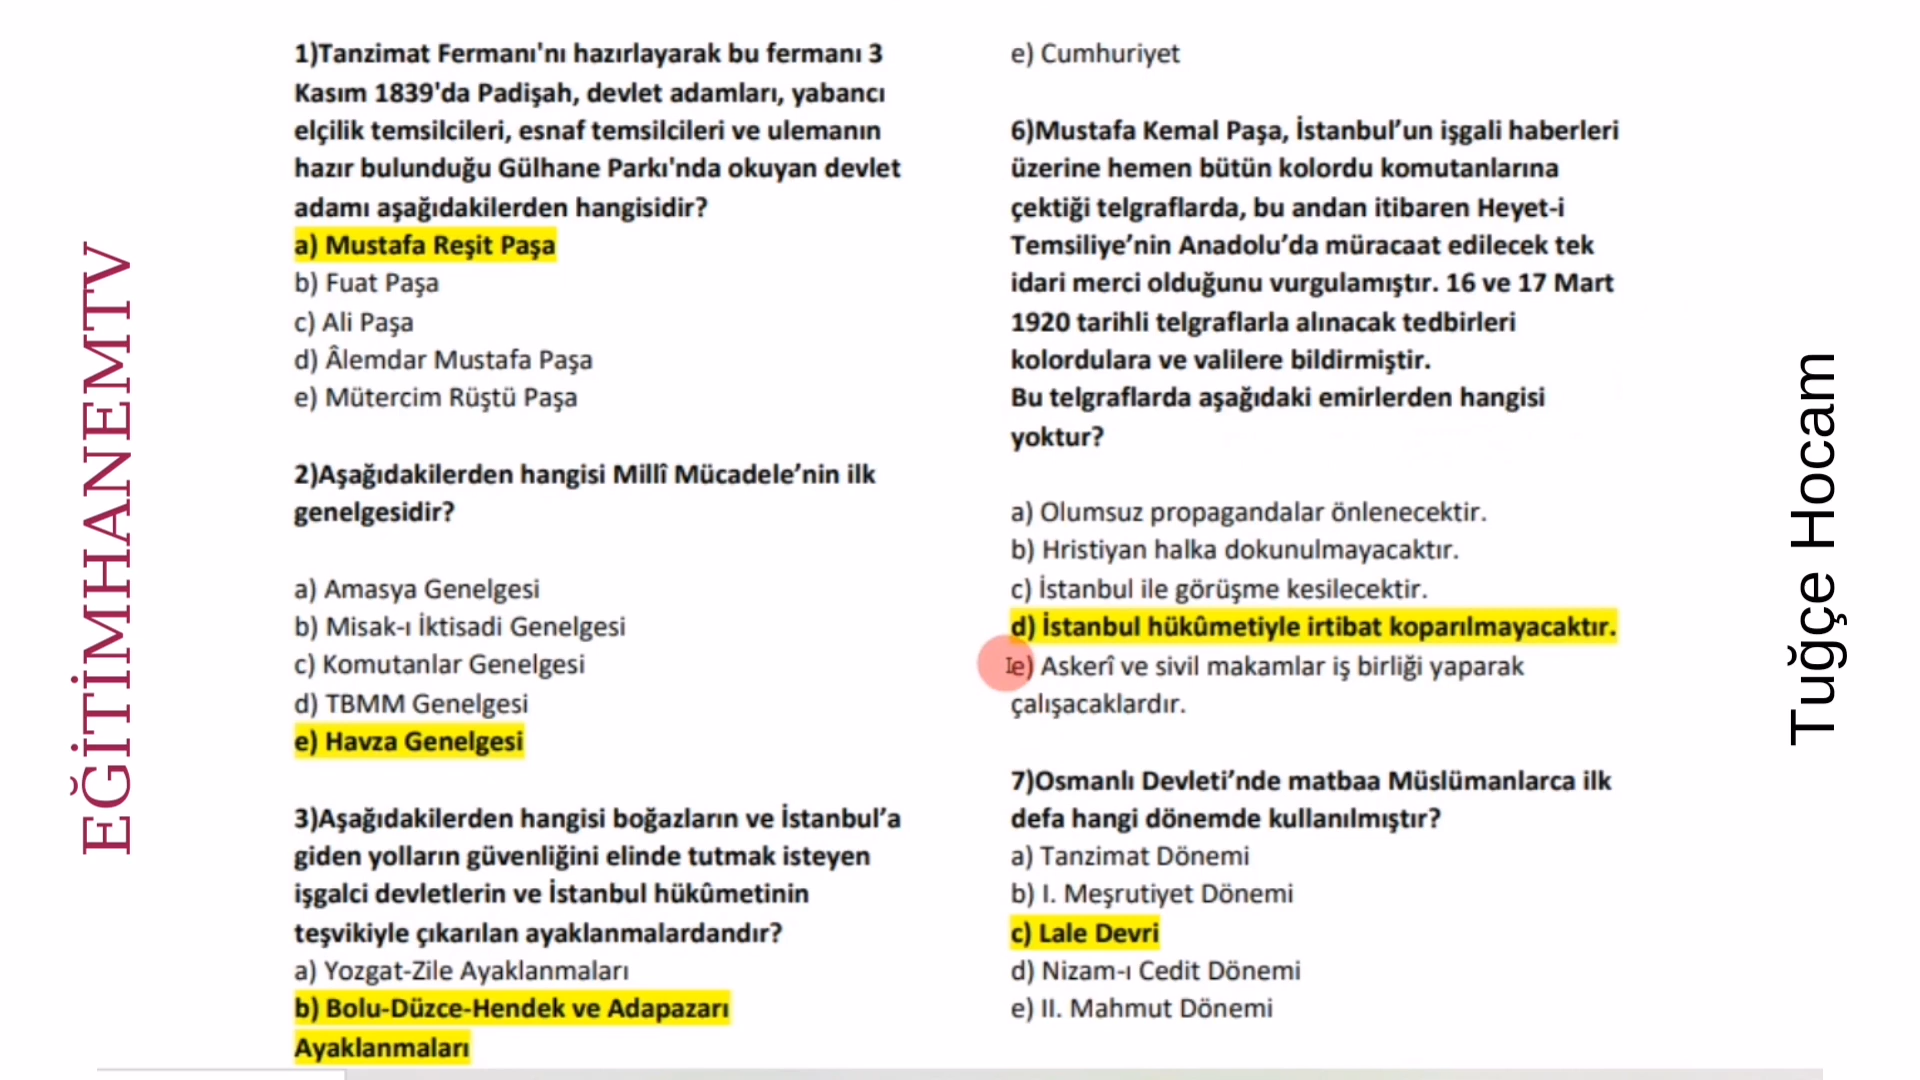 EĞİTİMHANEMTV
1)Tanzimat Fermanı'nı hazırlayarak bu fermanı 3
Kasım 1839'da Padişah, devlet adamları, yabancı
elçilik temsilcileri, esnaf temsilcileri ve ulemanın
hazır bulunduğu Gülhane Parkı'nda okuyan devlet
adamı aşağıdakilerden hangisidir?
a) Mustafa Reşit Paşa
b) Fuat Paşa
c) Ali Paşa
d) Âlemdar Mustafa Paşa
e) Mütercim Rüştü Paşa
2)Aşağıdakilerden hangisi Millî Mücadele’nin ilk
genelgesidir?
a) Amasya Genelgesi
b) Misak-ı İktisadi Genelgesi
c) Komutanlar Genelgesi
d) TBMM Genelgesi
e) Havza Genelgesi
3)Aşağıdakilerden hangisi boğazların ve İstanbul’a
giden yolların güvenliğini elinde tutmak isteyen
işgalci devletlerin ve İstanbul hükûmetinin
teşvikiyle çıkarılan ayaklanmalardandır?
a) Yozgat-Zile Ayaklanmaları
b) Bolu-Düzce-Hendek ve Adapazarı
Ayaklanmaları
e) Cumhuriyet
6)Mustafa Kemal Paşa, İstanbul’un işgali haberleri
üzerine hemen bütün kolordu komutanlarına
çektiği telgraflarda, bu andan itibaren Heyet-i
Temsiliye’nin Anadolu’da müracaat edilecek tek
idari merci olduğunu vurgulamıştır. 16 ve 17 Mart
1920 tarihli telgraflarla alınacak tedbirleri
kolordulara ve valilere bildirmiştir.
Bu telgraflarda aşağıdaki emirlerden hangisi
yoktur?
a) Olumsuz propagandalar önlenecektir.
b) Hristiyan halka dokunulmayacaktır.
c) İstanbul ile görüşme kesilecektir.
d) İstanbul hükûmetiyle irtibat koparılmayacaktır.
e) Askerî ve sivil makamlar iş birliği yaparak
çalışacaklardır.
7)Osmanlı Devleti’nde matbaa Müslümanlarca ilk
defa hangi dönemde kullanılmıştır?
a) Tanzimat Dönemi
b) I. Meşrutiyet Dönemi
c) Lale Devri
d) Nizam-ı Cedit Dönemi
e) II. Mahmut Dönemi
Tuğçe Hocam